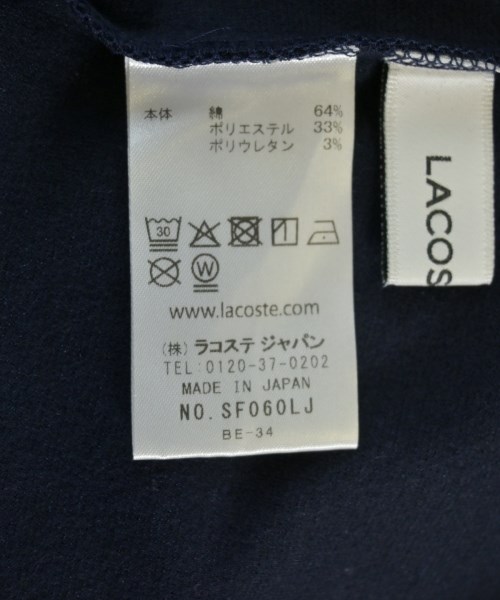 本体 綿 64%
ポリエステル 33%
ポリウレタン 3%
30
W
www.lacoste.com
(株) ラコステ ジャパン
TEL:0120-37-0202
MADE IN JAPAN
NO. SF060LJ
BE-34
LACOS